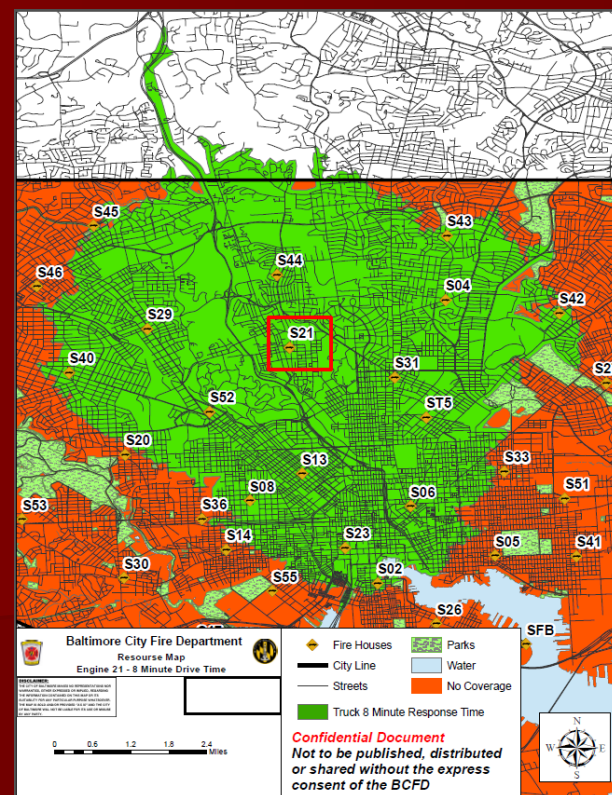 S45
S43
S46
S44
S04
S42
S29
S21
S40
S31
S2
S52
ST5
S20
S13
S33
S08
S06
S51
S53
S36
S14
S23
S05
S41
S30
S02
S55
S26
SFB
Baltimore City Fire Department
Resourse Map
Engine 21 - 8 Minute Drive Time
DISCLAIMER:
0 0.6 1.2 1.8 2.4
Miles
Fire Houses
City Line
Streets
Truck 8 Minute Response Time
Parks
Water
No Coverage
Confidential Document
Not to be published, distributed
or shared without the express
consent of the BCFD
N
W E
S